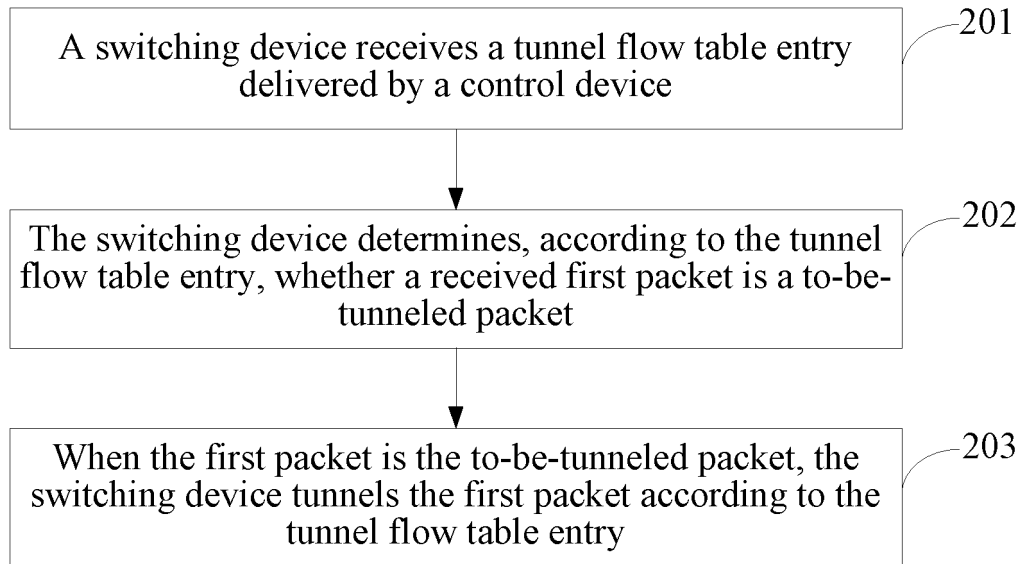 201
A switching device receives a tunnel flow table entry
delivered by a control device
202
The switching device determines, according to the tunnel
flow table entry, whether a received first packet is a to-be-
tunneled packet
203
When the first packet is the to-be-tunneled packet, the
switching device tunnels the first packet according to the
tunnel flow table entry